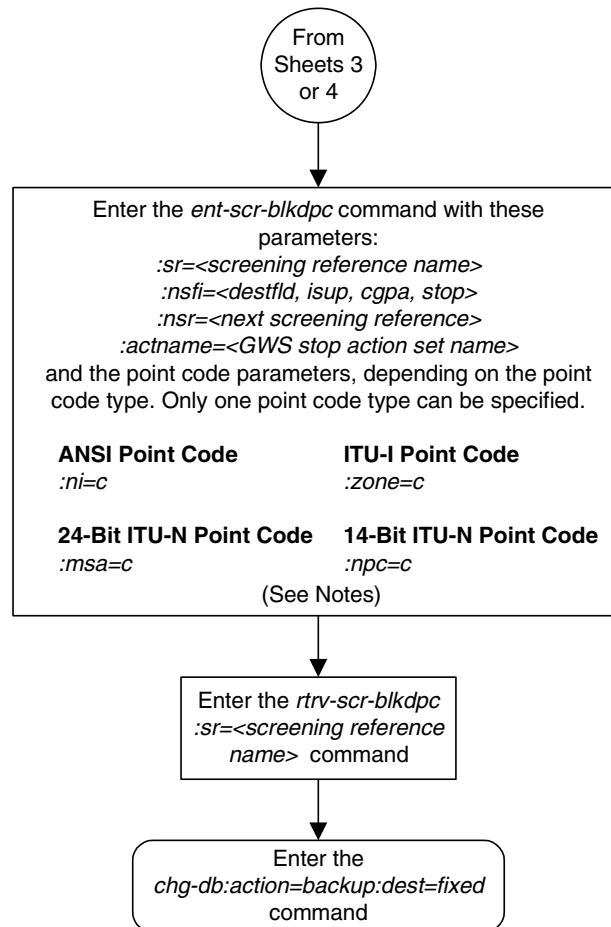 From
Sheets 3
or 4
Enter the ent-scr-blkdpc command with these
parameters:
:sr=<screening reference name>
:nsfi=<destfld, isup, cgpa, stop>
:nsr=<next screening reference>
:actname=<GWS stop action set name>
and the point code parameters, depending on the point
code type. Only one point code type can be specified.
ANSI Point Code
:ni=c
ITU-I Point Code
:zone=c
24-Bit ITU-N Point Code
:msa=c
14-Bit ITU-N Point Code
:npc=c
(See Notes)
Enter the rtrv-scr-blkdpc
:sr=<screening reference
name> command
Enter the
chg-db:action=backup:dest=fixed
command